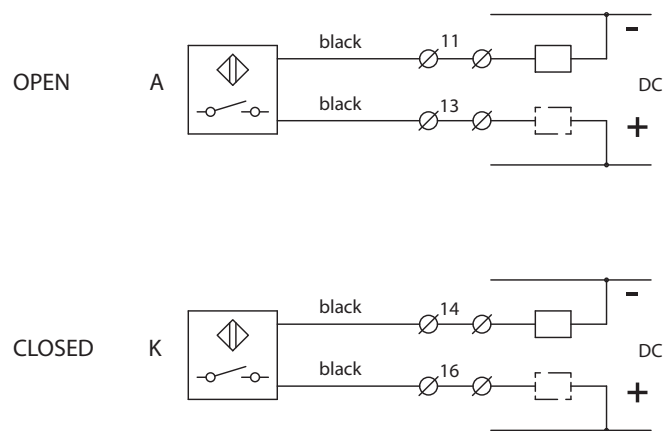 black 11 −
OPEN A DC
black 13 +
black 14 −
CLOSED K DC
black 16 +